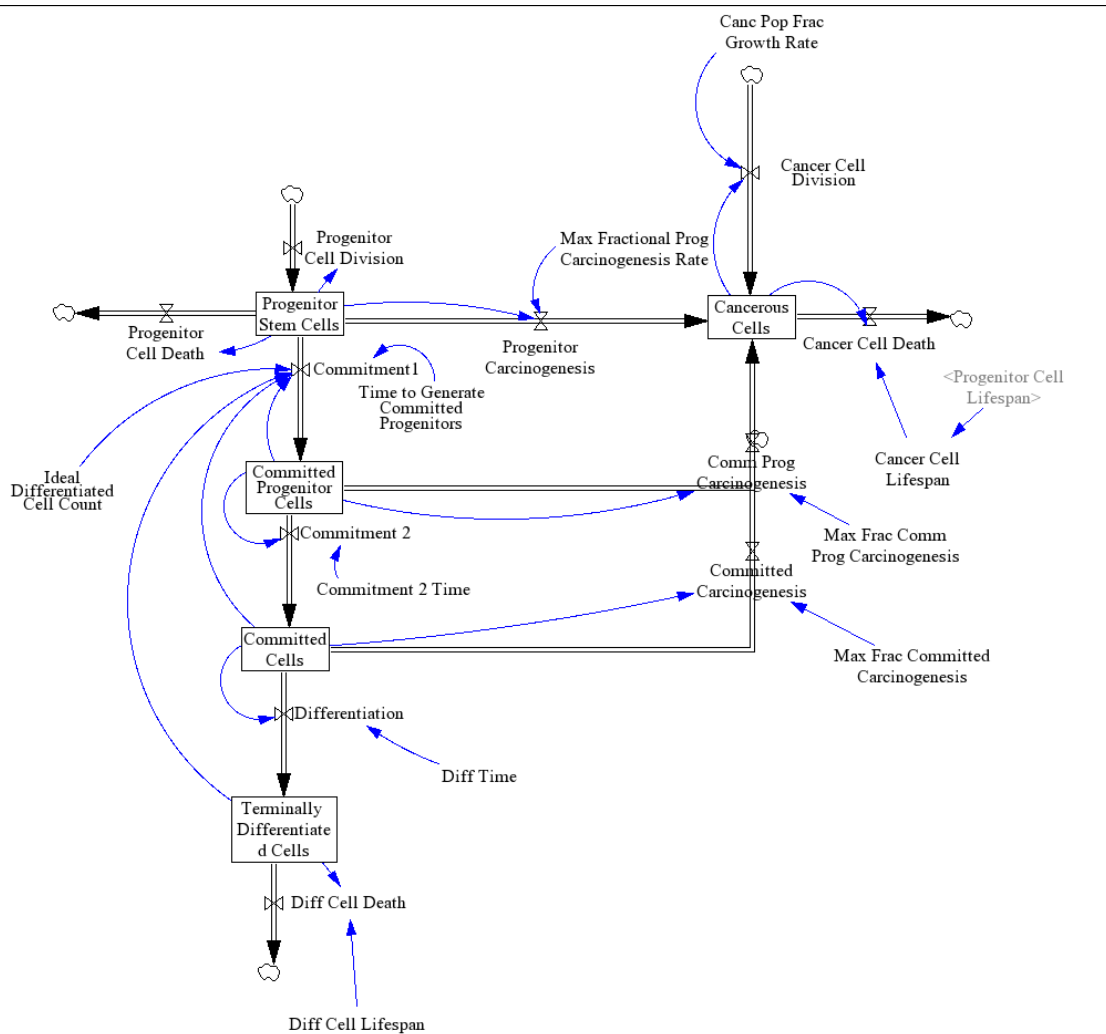 Canc Pop Frac
Growth Rate
Cancer Cell
Division
Progenitor
Cell Division
Max Fractional Prog
Carcinogenesis Rate
Progenitor
Stem Cells
Cancerous
Cells
Progenitor
Cell Death
Progenitor
Carcinogenesis
Cancer Cell Death
Commitment 1
<Progenitor Cell
Lifespan>
Time to Generate
Committed
Progenitors
Ideal
Differentiated
Cell Count
Committed
Progenitor
Cells
Comm Prog
Carcinogenesis
Cancer Cell
Lifespan
Commitment 2
Max Frac Comm
Prog Carcinogenesis
Commitment 2 Time
Committed
Carcinogenesis
Committed
Cells
Max Frac Committed
Carcinogenesis
Differentiation
Diff Time
Terminally
Differentiate
d Cells
Diff Cell Death
Diff Cell Lifespan